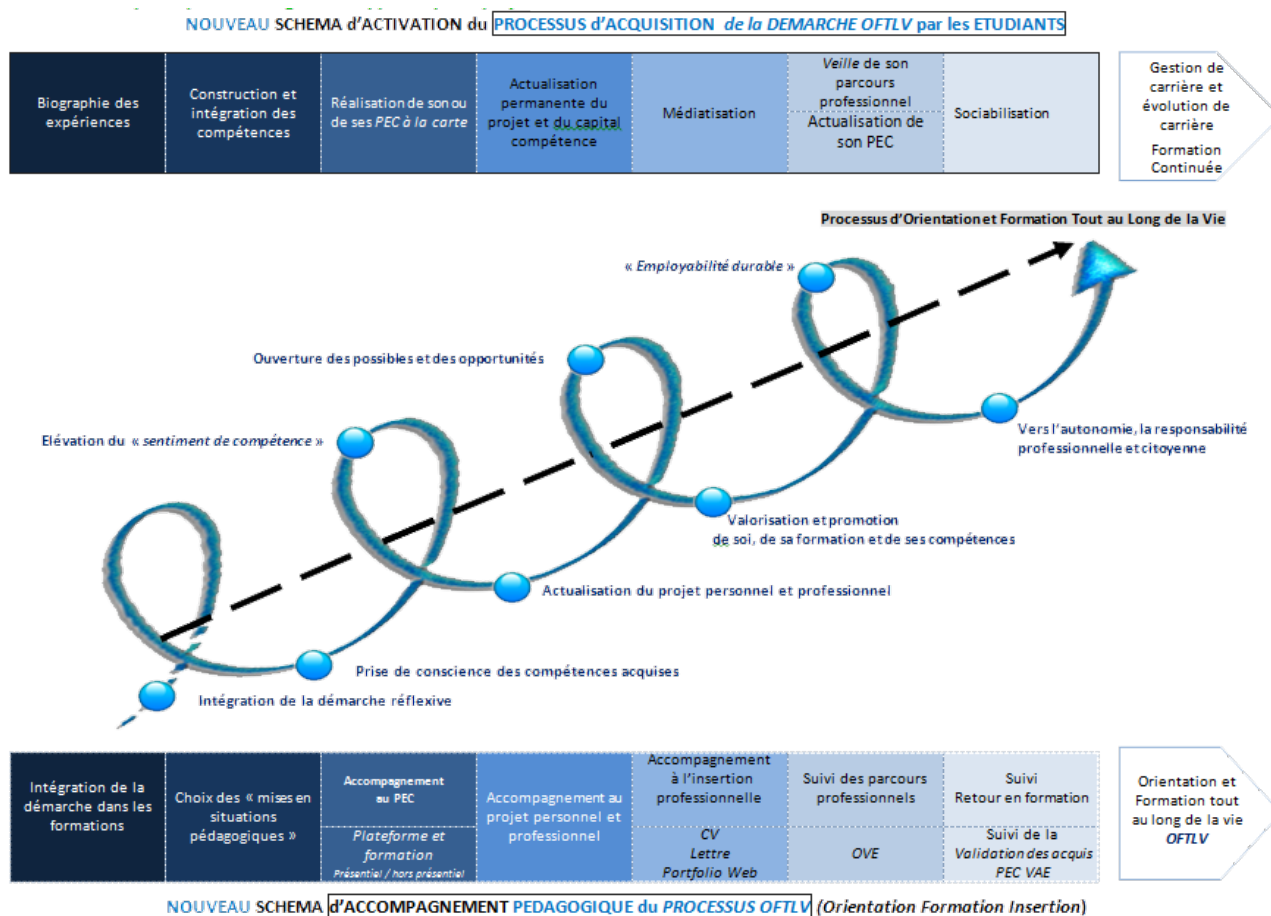 NOUVEAU SCHEMA d'ACTIVATION du PROCESSUS d'ACQUISITION de la DEMARCHE OFTLV par les ETUDIANTS
Biographie des
expériences
Construction et
intégration des
compétences
Réalisation de son ou
de ses PEC à la carte
Actualisation
permanente du
projet et du capital
compétence
Médiatisation
Veille de son
parcours
professionnel
Actualisation de
son PEC
Sociabilisation
Gestion de
carrière et
évolution de
carrière
Formation
Continuée
Processus d'Orientation et Formation Tout au Long de la Vie
« Employabilité durable »
Ouverture des possibles et des opportunités
Elévation du « sentiment de compétence »
Vers l'autonomie, la responsabilité
professionnelle et citoyenne
Valorisation et promotion
de soi, de sa formation et de ses compétences
Actualisation du projet personnel et professionnel
Prise de conscience des compétences acquises
Intégration de la démarche réflexive
Intégration de la
démarche dans les
formations
Choix des « mises en
situations
pédagogiques »
Accompagnement
au PEC
Plateforme et
formation
Présentiel / hors présentiel
Accompagnement au
projet personnel et
professionnel
Accompagnement
à l'insertion
professionnelle
CV
Lettre
Portfolio Web
Suivi des parcours
professionnels
OVE
Suivi
Retour en formation
Suivi de la
Validation des acquis
PEC VAE
Orientation et
Formation tout
au long de la vie
OFTLV
NOUVEAU SCHEMA d'ACCOMPAGNEMENT PEDAGOGIQUE du PROCESSUS OFTLV (Orientation Formation Insertion)